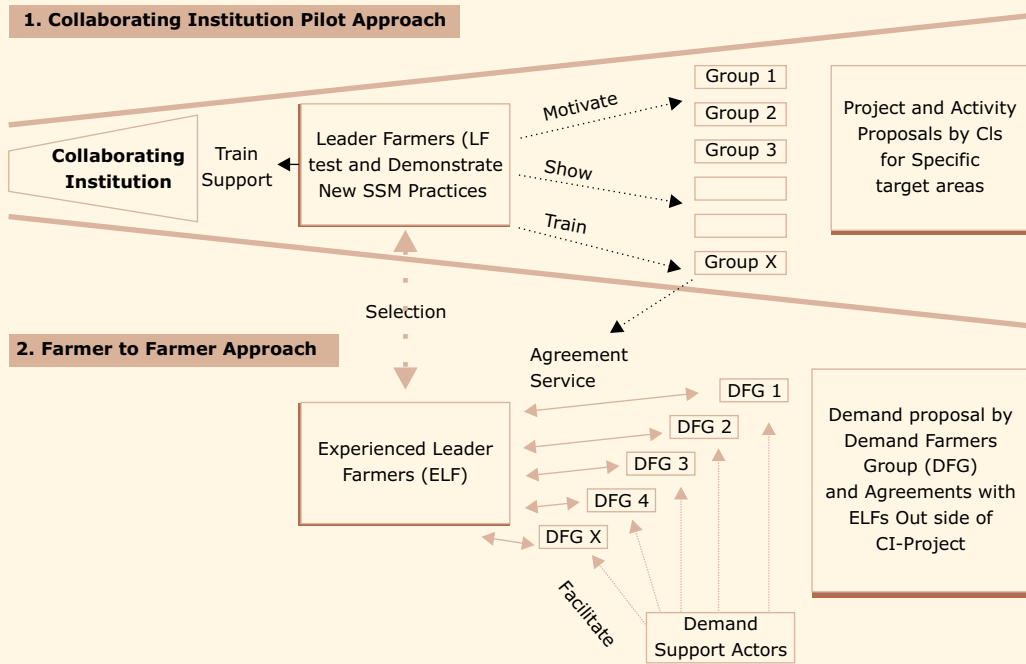 1. Collaborating Institution Pilot Approach
Collaborating
Institution
Train
Support
Leader Farmers (LF
test and Demonstrate
New SSM Practices
Motivate
Show
Train
Group 1
Group 2
Group 3
Group X
Project and Activity
Proposals by CIs
for Specific
target areas
Selection
2. Farmer to Farmer Approach
Agreement
Service
Experienced Leader
Farmers (ELF)
DFG 1
DFG 2
DFG 3
DFG 4
DFG X
Facilitate
Demand
Support Actors
Demand proposal by
Demand Farmers
Group (DFG)
and Agreements with
ELFs Out side of
CI-Project